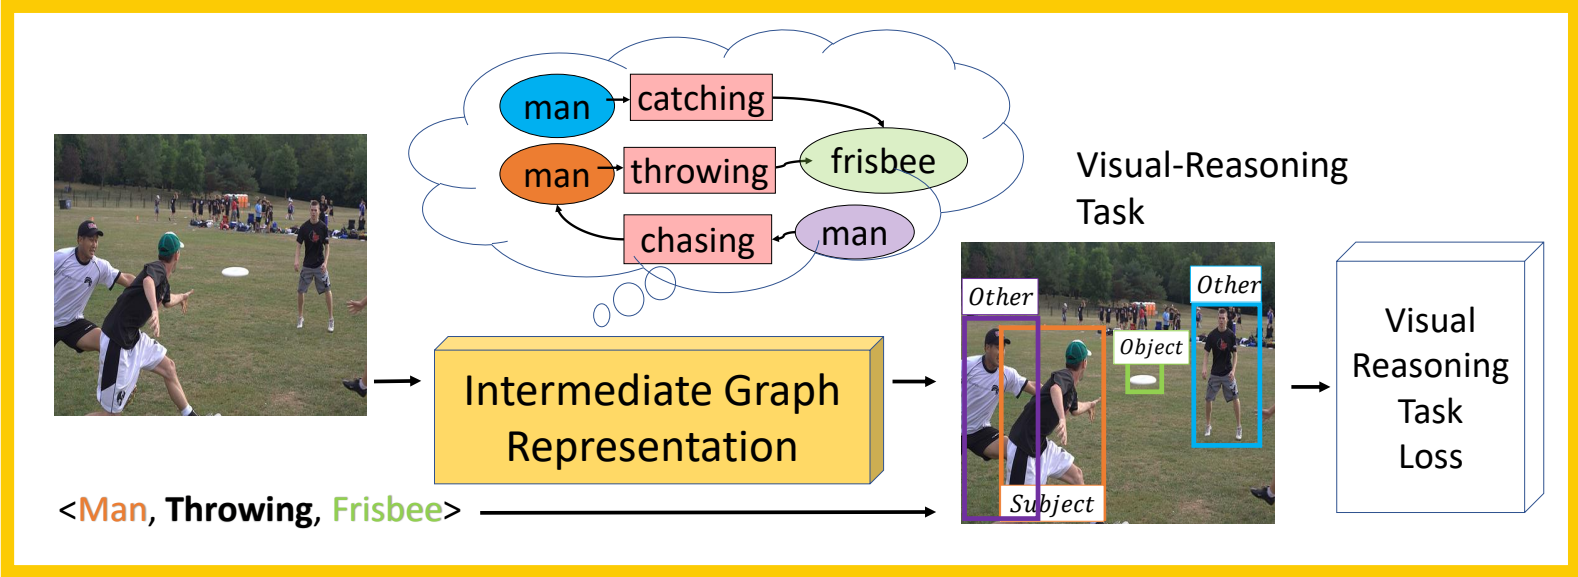 man catching
man throwing frisbee
chasing man
Visual-Reasoning
Task
Other
Other
Object
Subject
Intermediate Graph
Representation
<Man, Throwing, Frisbee>
Visual
Reasoning
Task
Loss